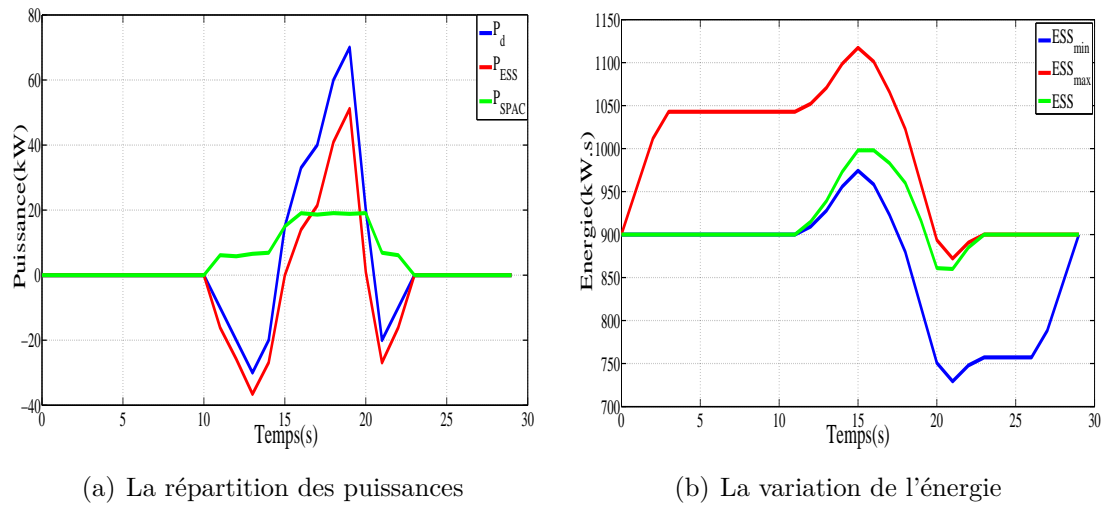 80
60
40
20
0
−20
−40
0
5
10
15
20
25
30
Puissance(kW)
Temps(s)
P_d
P_ESS
P_SPAC
1150
1100
1050
1000
950
900
850
800
750
700
0
5
10
15
20
25
30
Energie(kW.s)
Temps(s)
ESS_min
ESS_max
ESS
(a) La répartition des puissances
(b) La variation de l'énergie